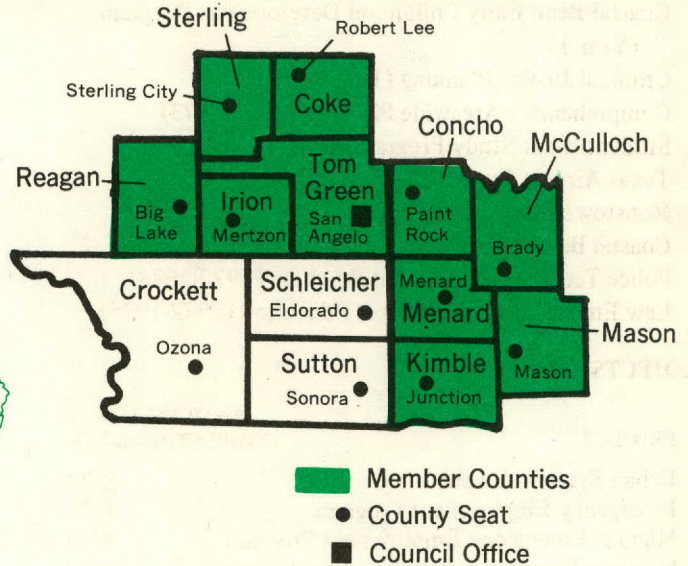 Sterling
Robert Lee
Sterling City
Coke
Concho
McCulloch
Reagan
Tom
Green
Irion
Big
Lake
Mertzon
San
Angelo
Paint
Rock
Brady
Crockett
Schleicher
Eldorado
Menard
Menard
Mason
Ozona
Sutton
Sonora
Kimble
Junction
Mason
Member Counties
County Seat
Council Office